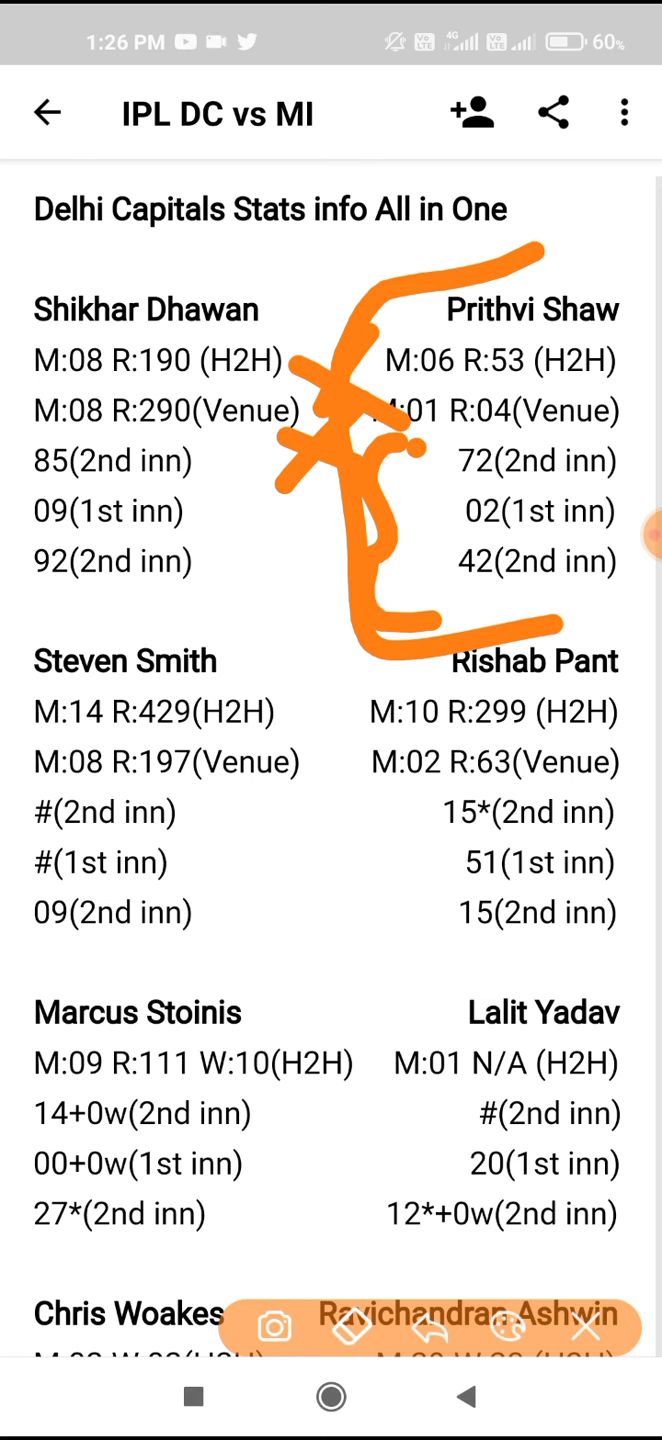 1:26 PM 4G Vo LTE Vo LTE 60%
IPL DC vs MI
Delhi Capitals Stats info All in One
Shikhar Dhawan Prithvi Shaw
M:08 R:190 (H2H) M:06 R:53 (H2H)
M:08 R:290(Venue) M:01 R:04(Venue)
85(2nd inn) 72(2nd inn)
09(1st inn) 02(1st inn)
92(2nd inn) 42(2nd inn)
Steven Smith Rishab Pant
M:14 R:429(H2H) M:10 R:299 (H2H)
M:08 R:197(Venue) M:02 R:63(Venue)
#(2nd inn) 15*(2nd inn)
#(1st inn) 51(1st inn)
09(2nd inn) 15(2nd inn)
Marcus Stoinis Lalit Yadav
M:09 R:111 W:10(H2H) M:01 N/A (H2H)
14+0w(2nd inn) #(2nd inn)
00+0w(1st inn) 20(1st inn)
27*(2nd inn) 12*+0w(2nd inn)
Chris Woakes Ravichandran Ashwin